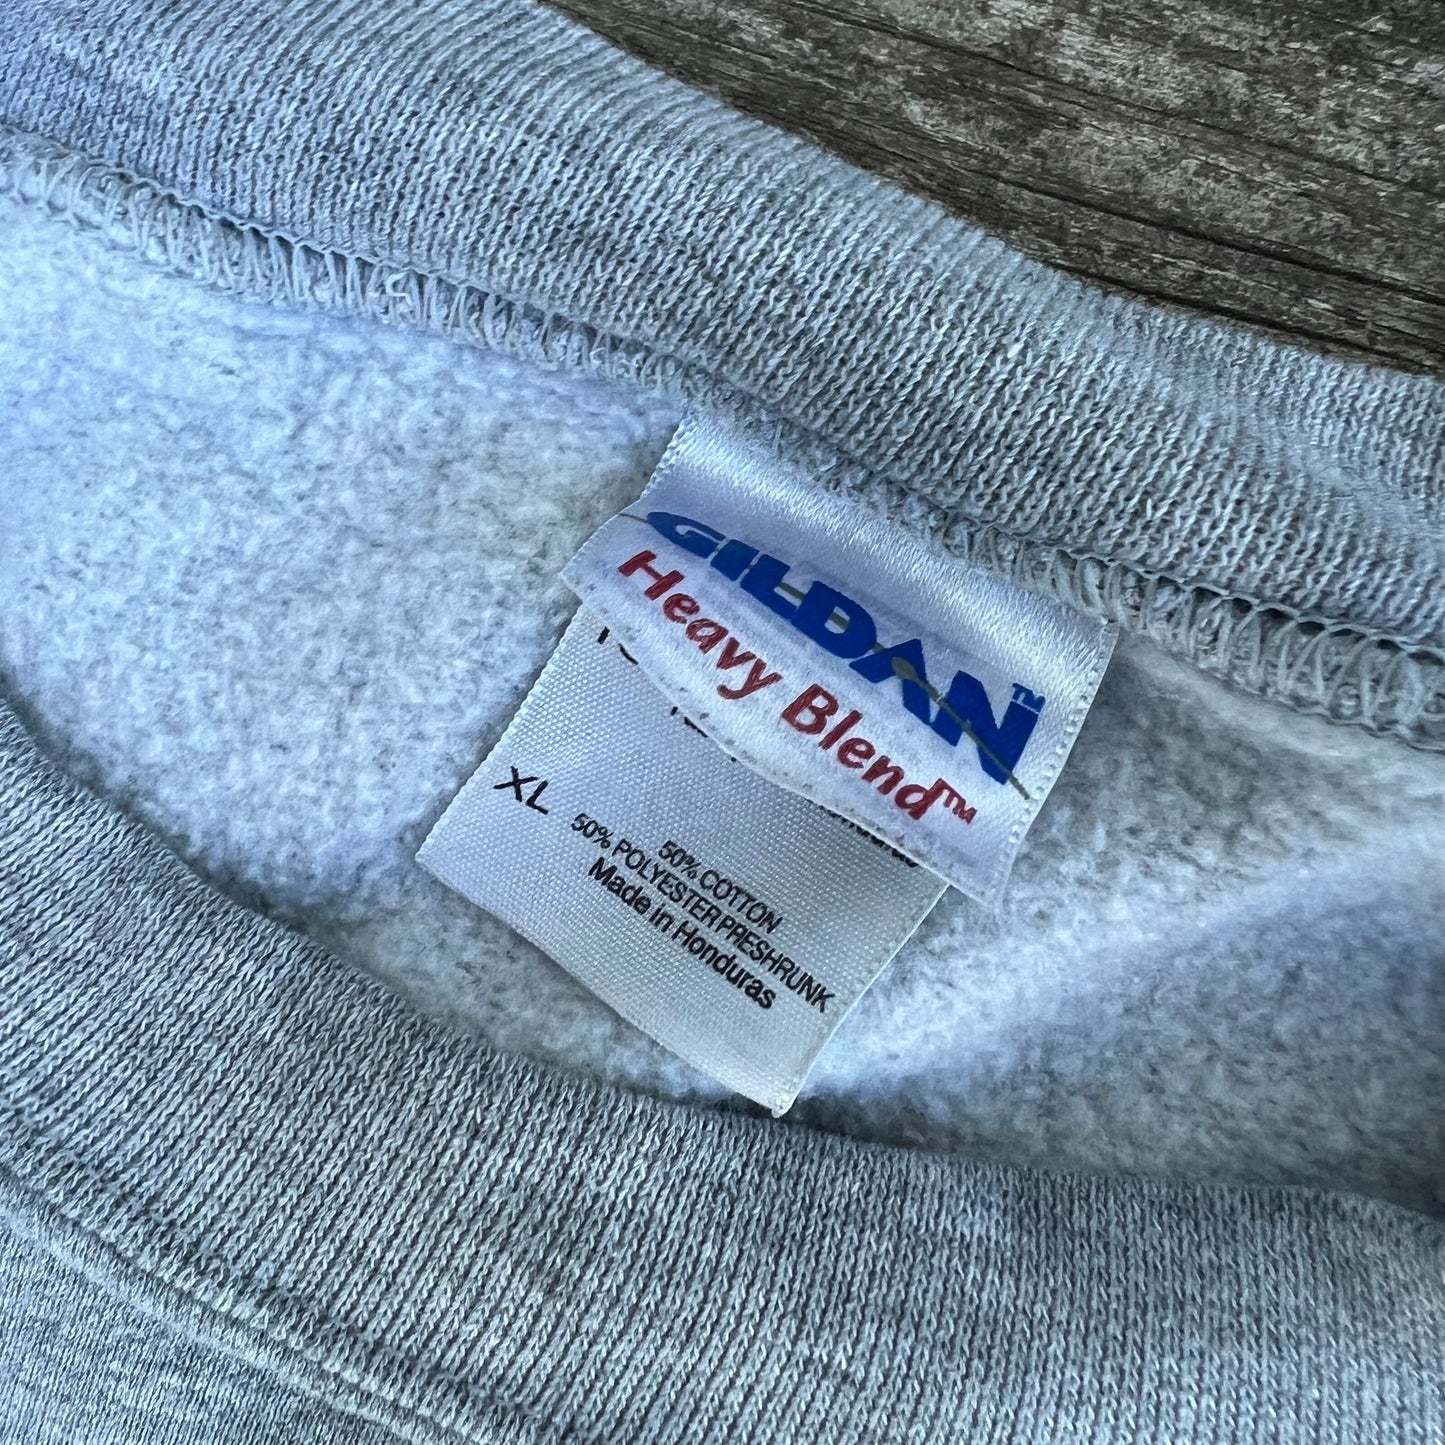 GILDAN™
Heavy Blend™
XL
50% COTTON
50% POLYESTER PRESHRUNK
Made in Honduras